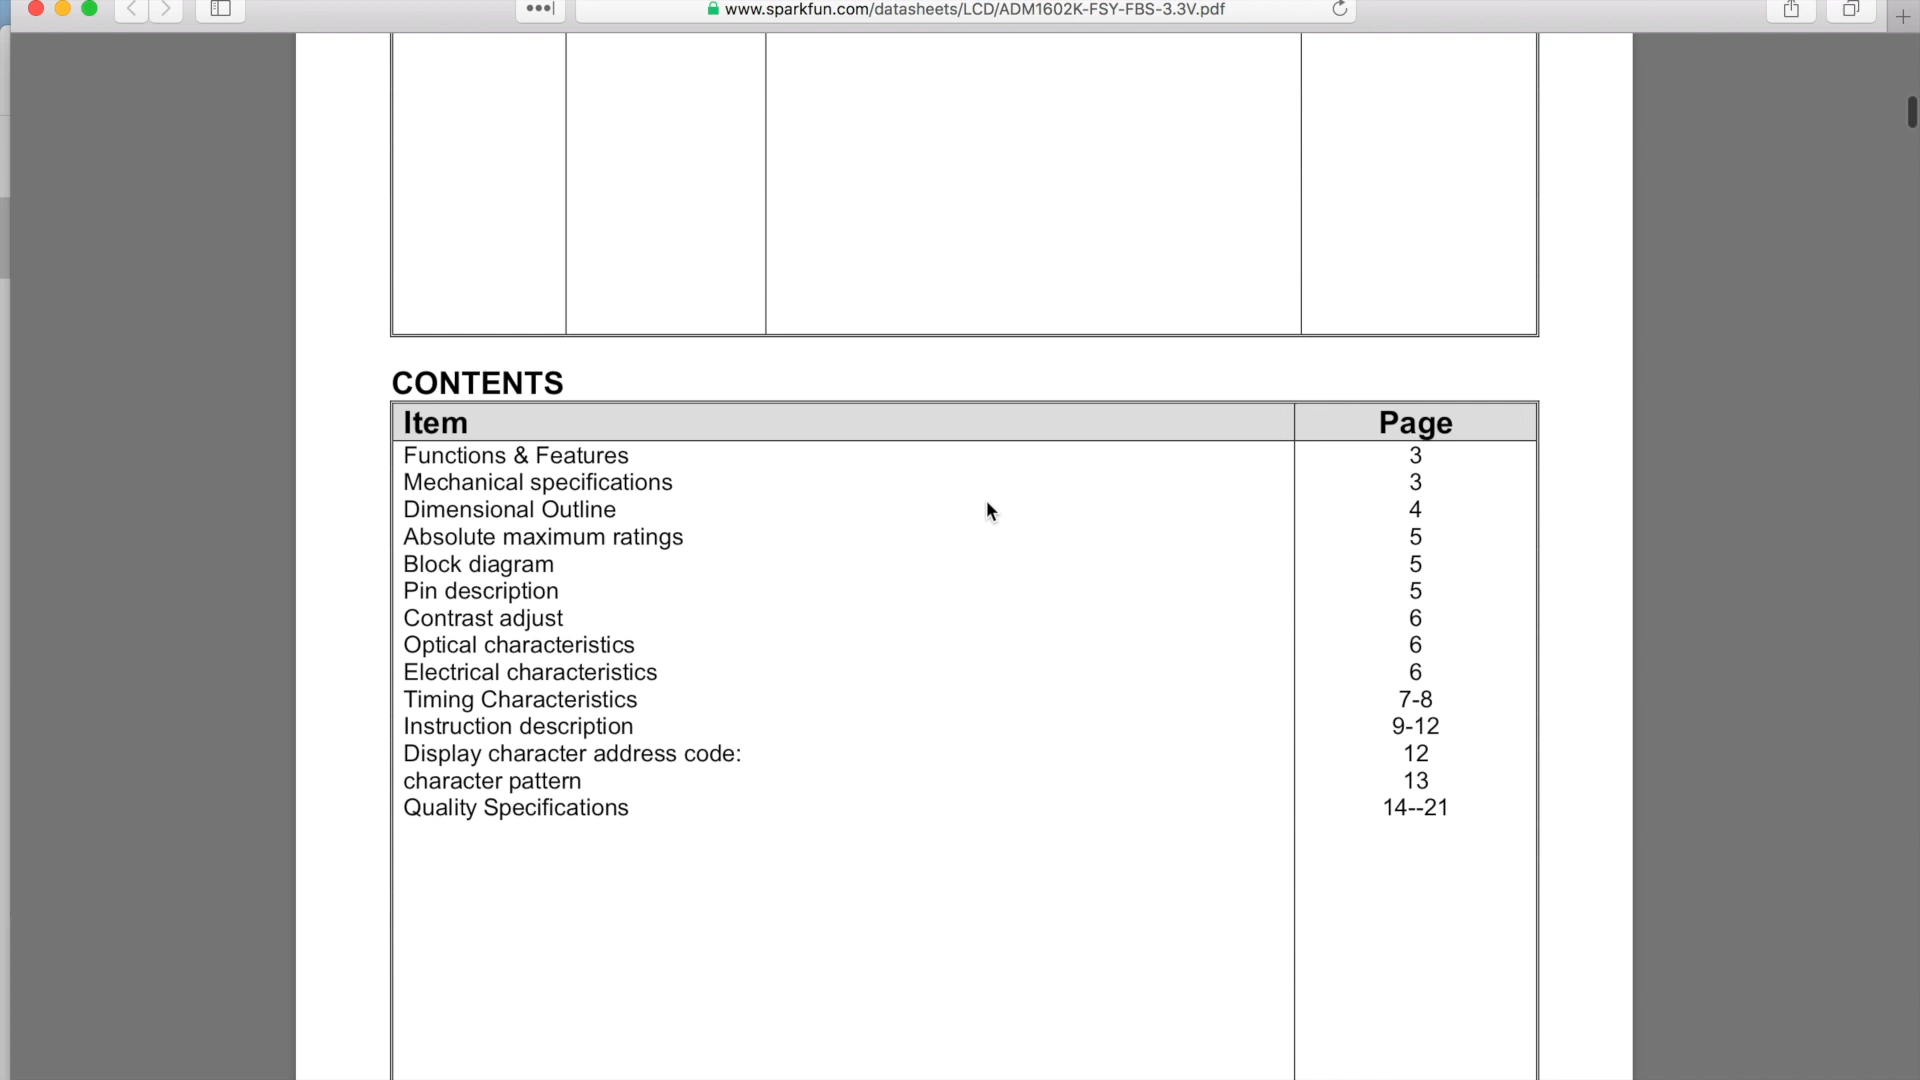 www.sparkfun.com/datasheets/LCD/ADM1602K-FSY-FBS-3.3V.pdf
CONTENTS
Item Page
Functions & Features 3
Mechanical specifications 3
Dimensional Outline 4
Absolute maximum ratings 5
Block diagram 5
Pin description 5
Contrast adjust 6
Optical characteristics 6
Electrical characteristics 6
Timing Characteristics 7-8
Instruction description 9-12
Display character address code: 12
character pattern 13
Quality Specifications 14--21